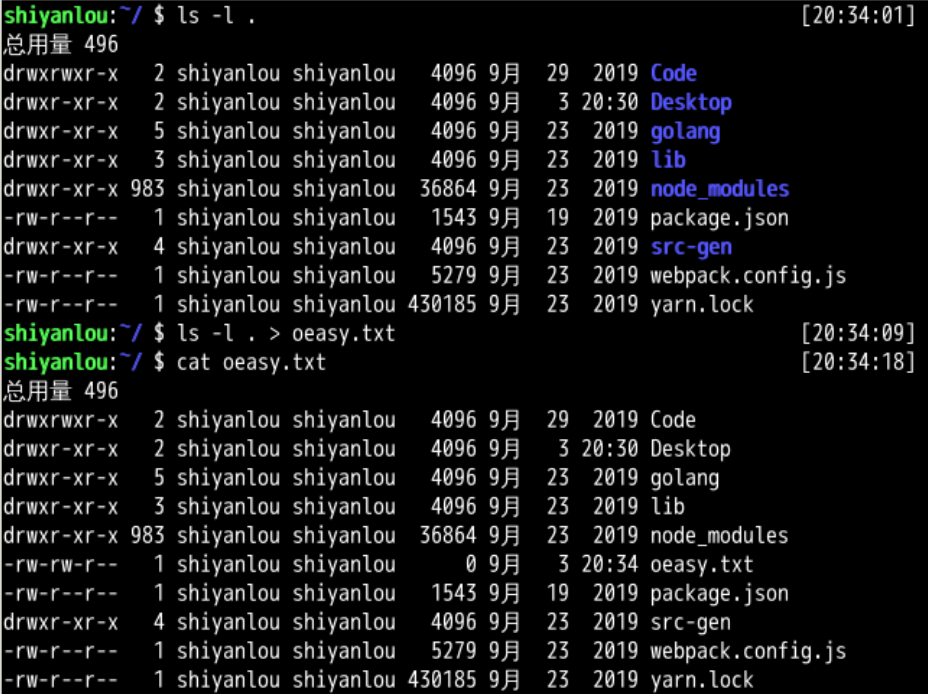 shiyanlou:~/ $ ls -l . [20:34:01]
总用量 496
drwxrwxr-x 2 shiyanlou shiyanlou 4096 9月 29 2019 Code
drwxr-xr-x 2 shiyanlou shiyanlou 4096 9月 3 20:30 Desktop
drwxr-xr-x 5 shiyanlou shiyanlou 4096 9月 23 2019 golang
drwxr-xr-x 3 shiyanlou shiyanlou 4096 9月 23 2019 lib
drwxr-xr-x 983 shiyanlou shiyanlou 36864 9月 23 2019 node_modules
-rw-r--r-- 1 shiyanlou shiyanlou 1543 9月 19 2019 package.json
drwxr-xr-x 4 shiyanlou shiyanlou 4096 9月 23 2019 src-gen
-rw-r--r-- 1 shiyanlou shiyanlou 5279 9月 23 2019 webpack.config.js
-rw-r--r-- 1 shiyanlou shiyanlou 430185 9月 23 2019 yarn.lock
shiyanlou:~/ $ ls -l . > oeasy.txt [20:34:09]
shiyanlou:~/ $ cat oeasy.txt [20:34:18]
总用量 496
drwxrwxr-x 2 shiyanlou shiyanlou 4096 9月 29 2019 Code
drwxr-xr-x 2 shiyanlou shiyanlou 4096 9月 3 20:30 Desktop
drwxr-xr-x 5 shiyanlou shiyanlou 4096 9月 23 2019 golang
drwxr-xr-x 3 shiyanlou shiyanlou 4096 9月 23 2019 lib
drwxr-xr-x 983 shiyanlou shiyanlou 36864 9月 23 2019 node_modules
-rw-rw-r-- 1 shiyanlou shiyanlou 0 9月 3 20:34 oeasy.txt
-rw-r--r-- 1 shiyanlou shiyanlou 1543 9月 19 2019 package.json
drwxr-xr-x 4 shiyanlou shiyanlou 4096 9月 23 2019 src-gen
-rw-r--r-- 1 shiyanlou shiyanlou 5279 9月 23 2019 webpack.config.js
-rw-r--r-- 1 shiyanlou shiyanlou 430185 9月 23 2019 yarn.lock